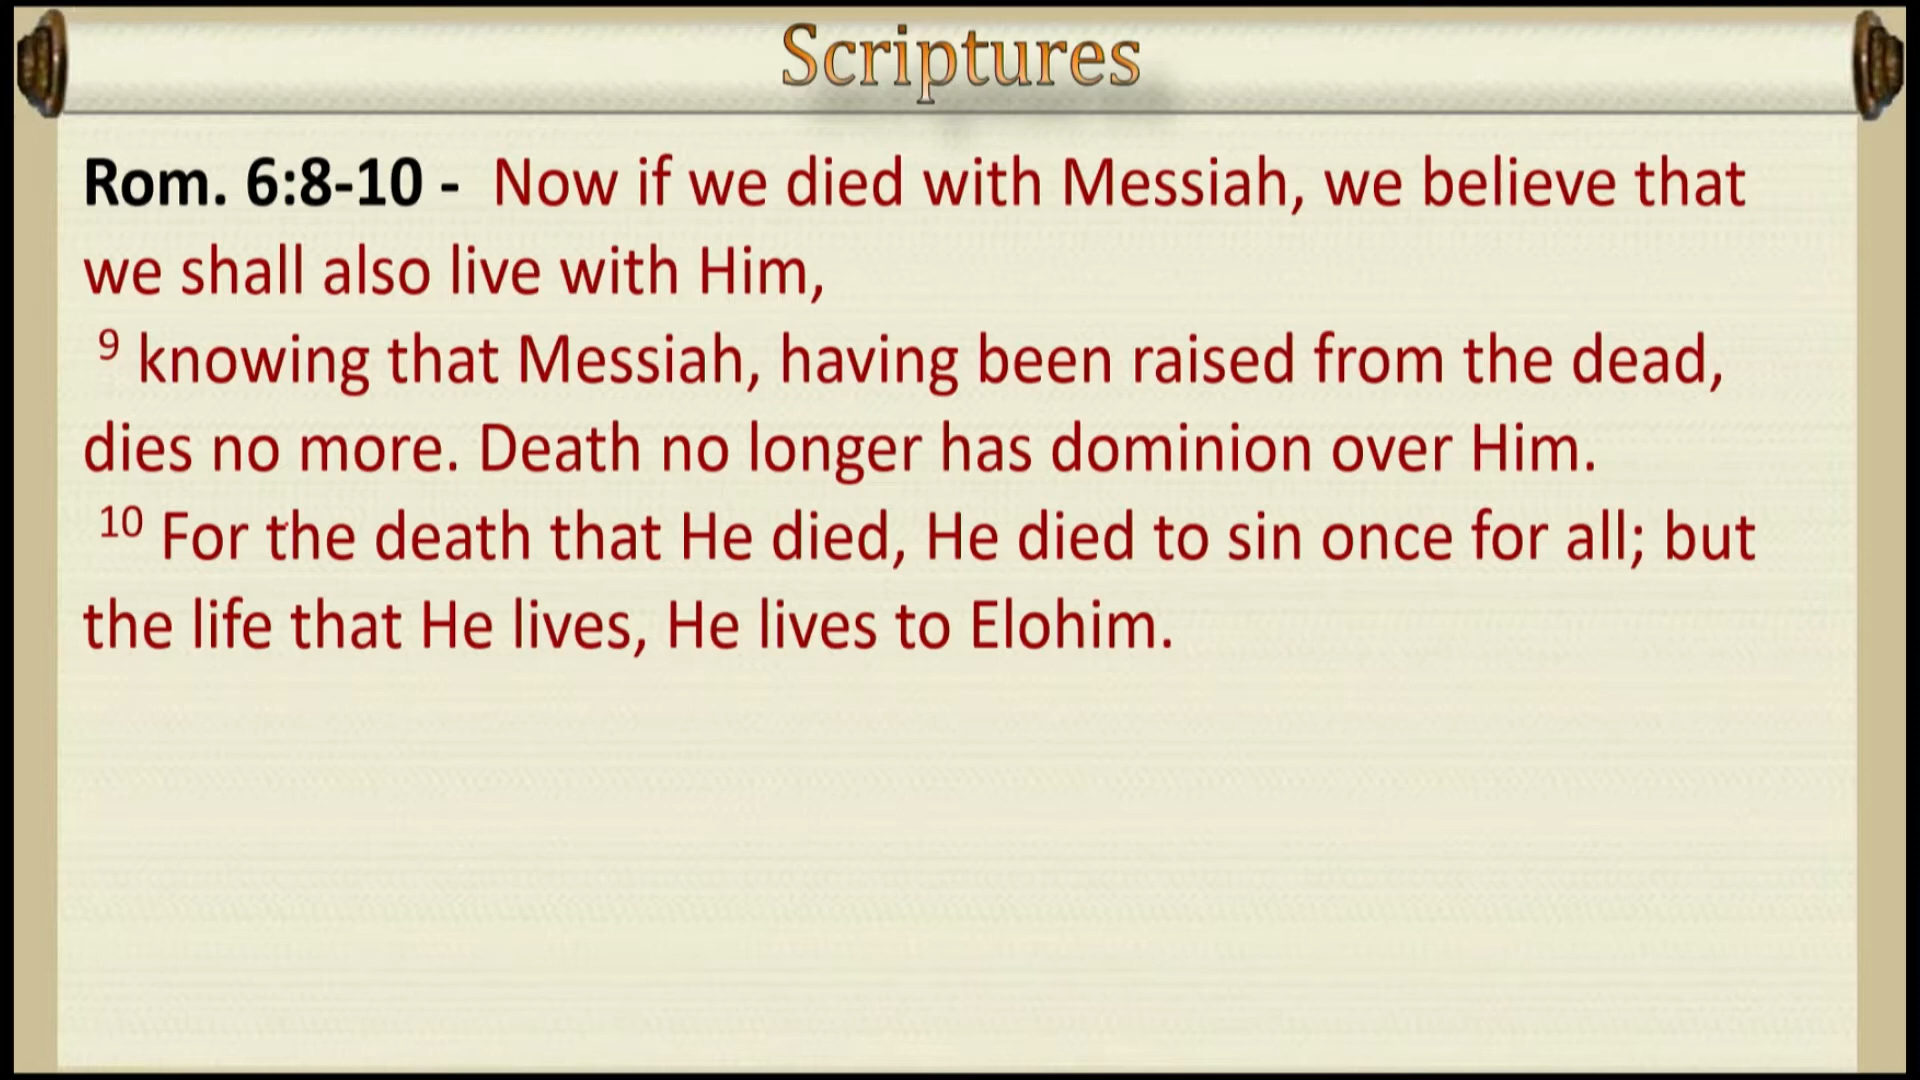 Scriptures
Rom. 6:8-10 - Now if we died with Messiah, we believe that
we shall also live with Him,
9 knowing that Messiah, having been raised from the dead,
dies no more. Death no longer has dominion over Him.
10 For the death that He died, He died to sin once for all; but
the life that He lives, He lives to Elohim.